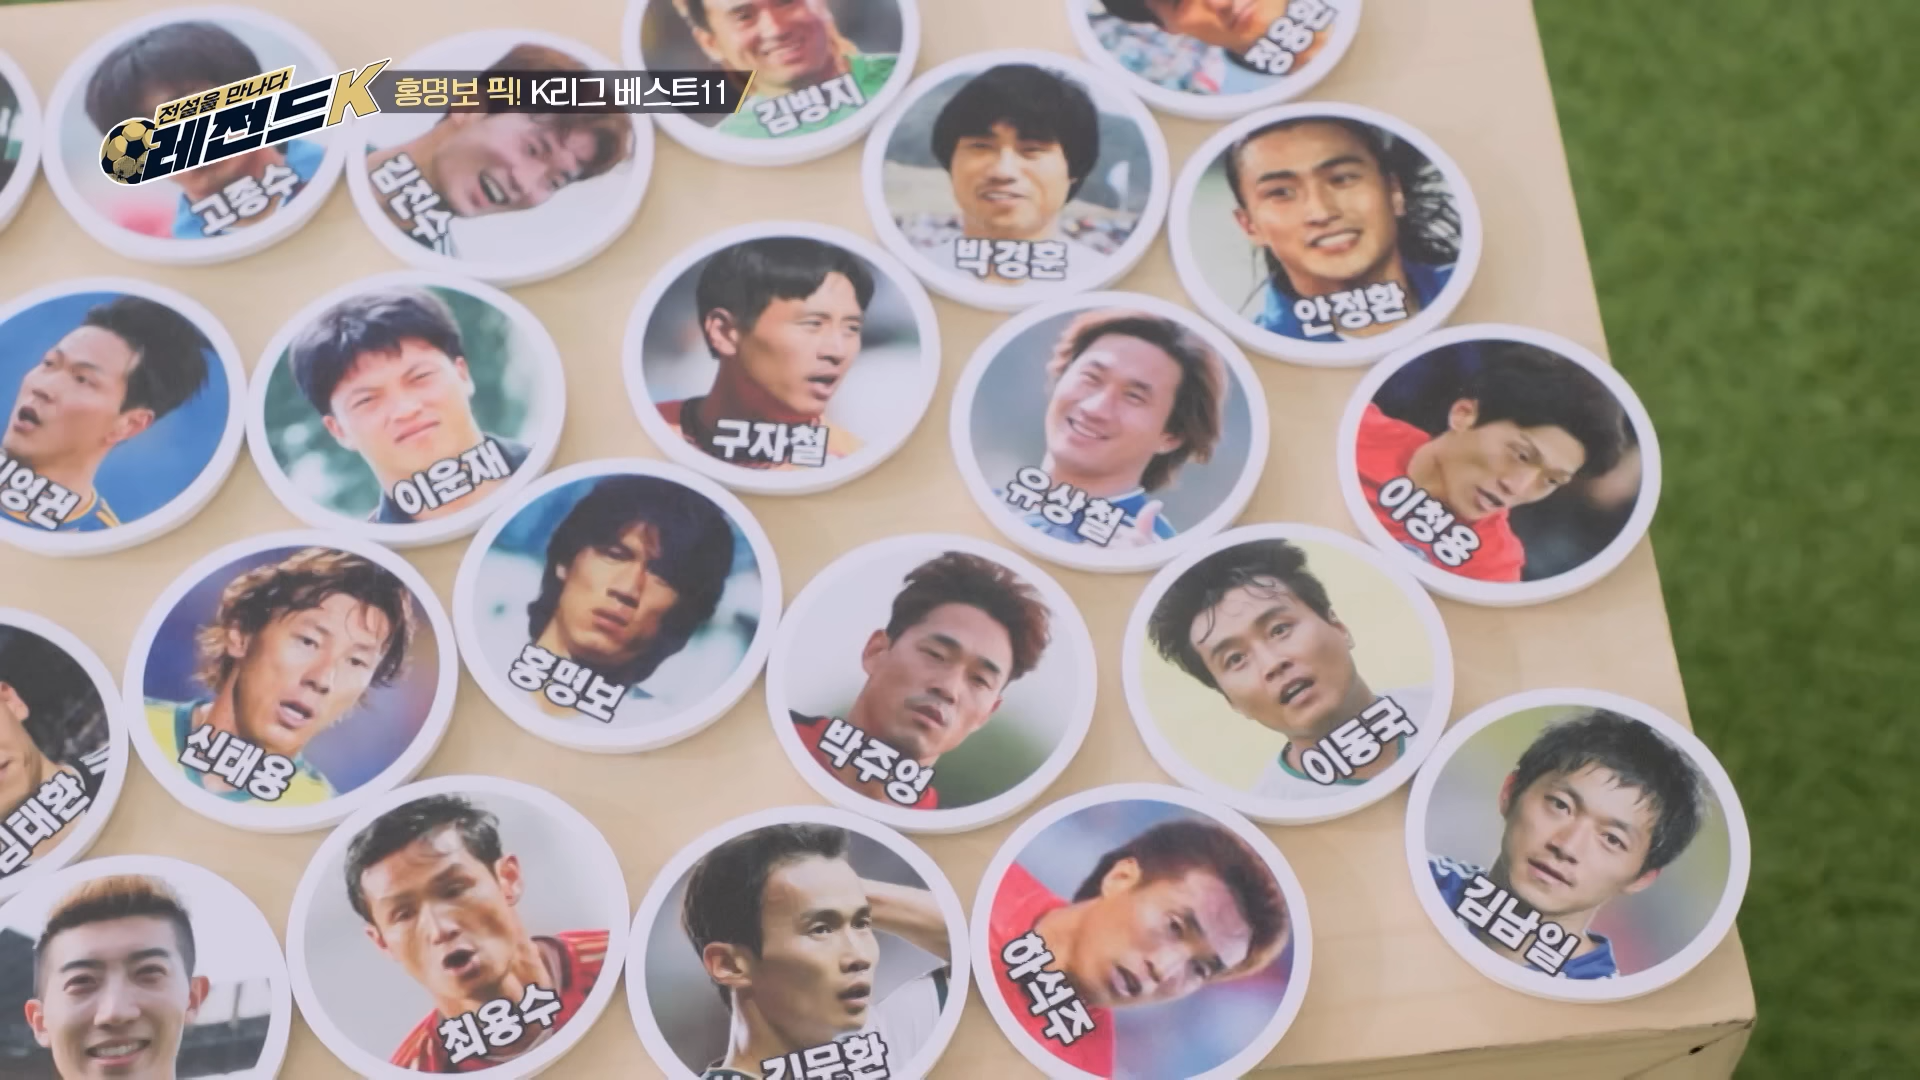 전설을 만나다
레전드K
홍명보 픽! K리그 베스트11
김병지
정용환
고종수
김진수
박경훈
안정환
영권
이운재
구자철
유상철
이청용
신태용
홍명보
박주영
이동국
김태환
최용수
김무환
하석주
김남일